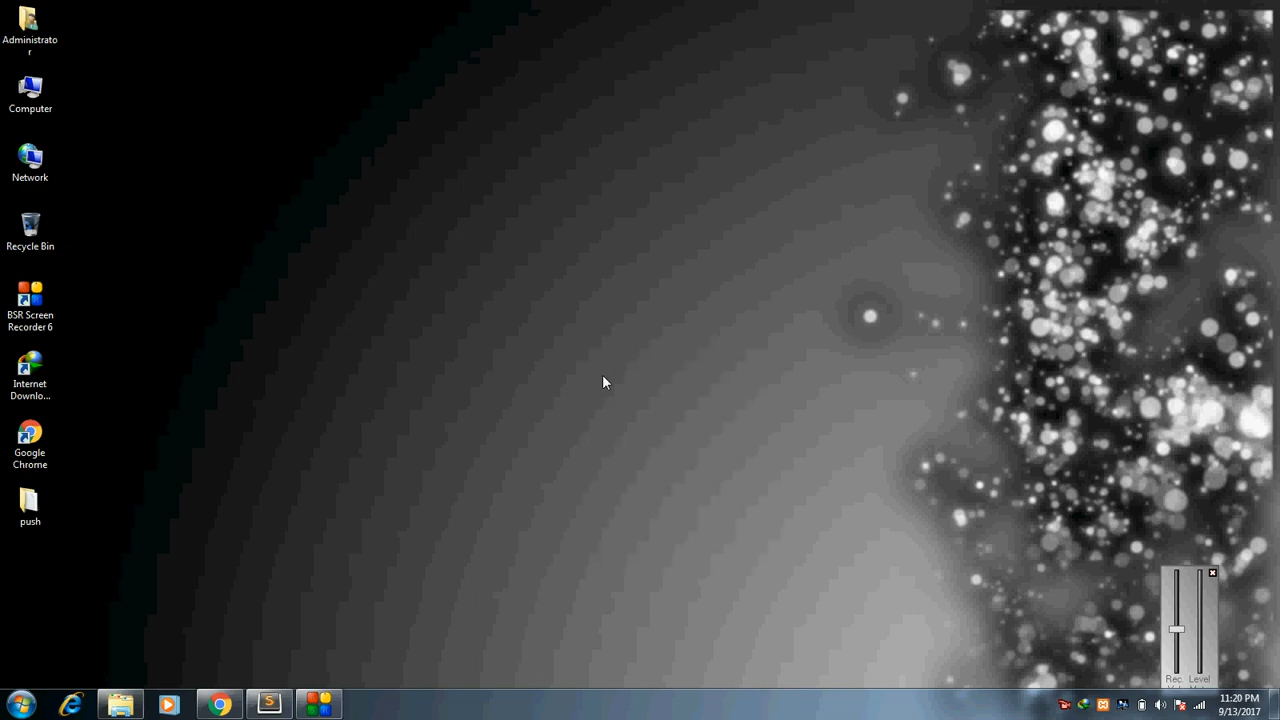 Administrato
r
Computer
Network
Recycle Bin
BSR Screen
Recorder 6
Internet
Downlo...
Google
Chrome
push
Rec. Level
11:20 PM
9/13/2017